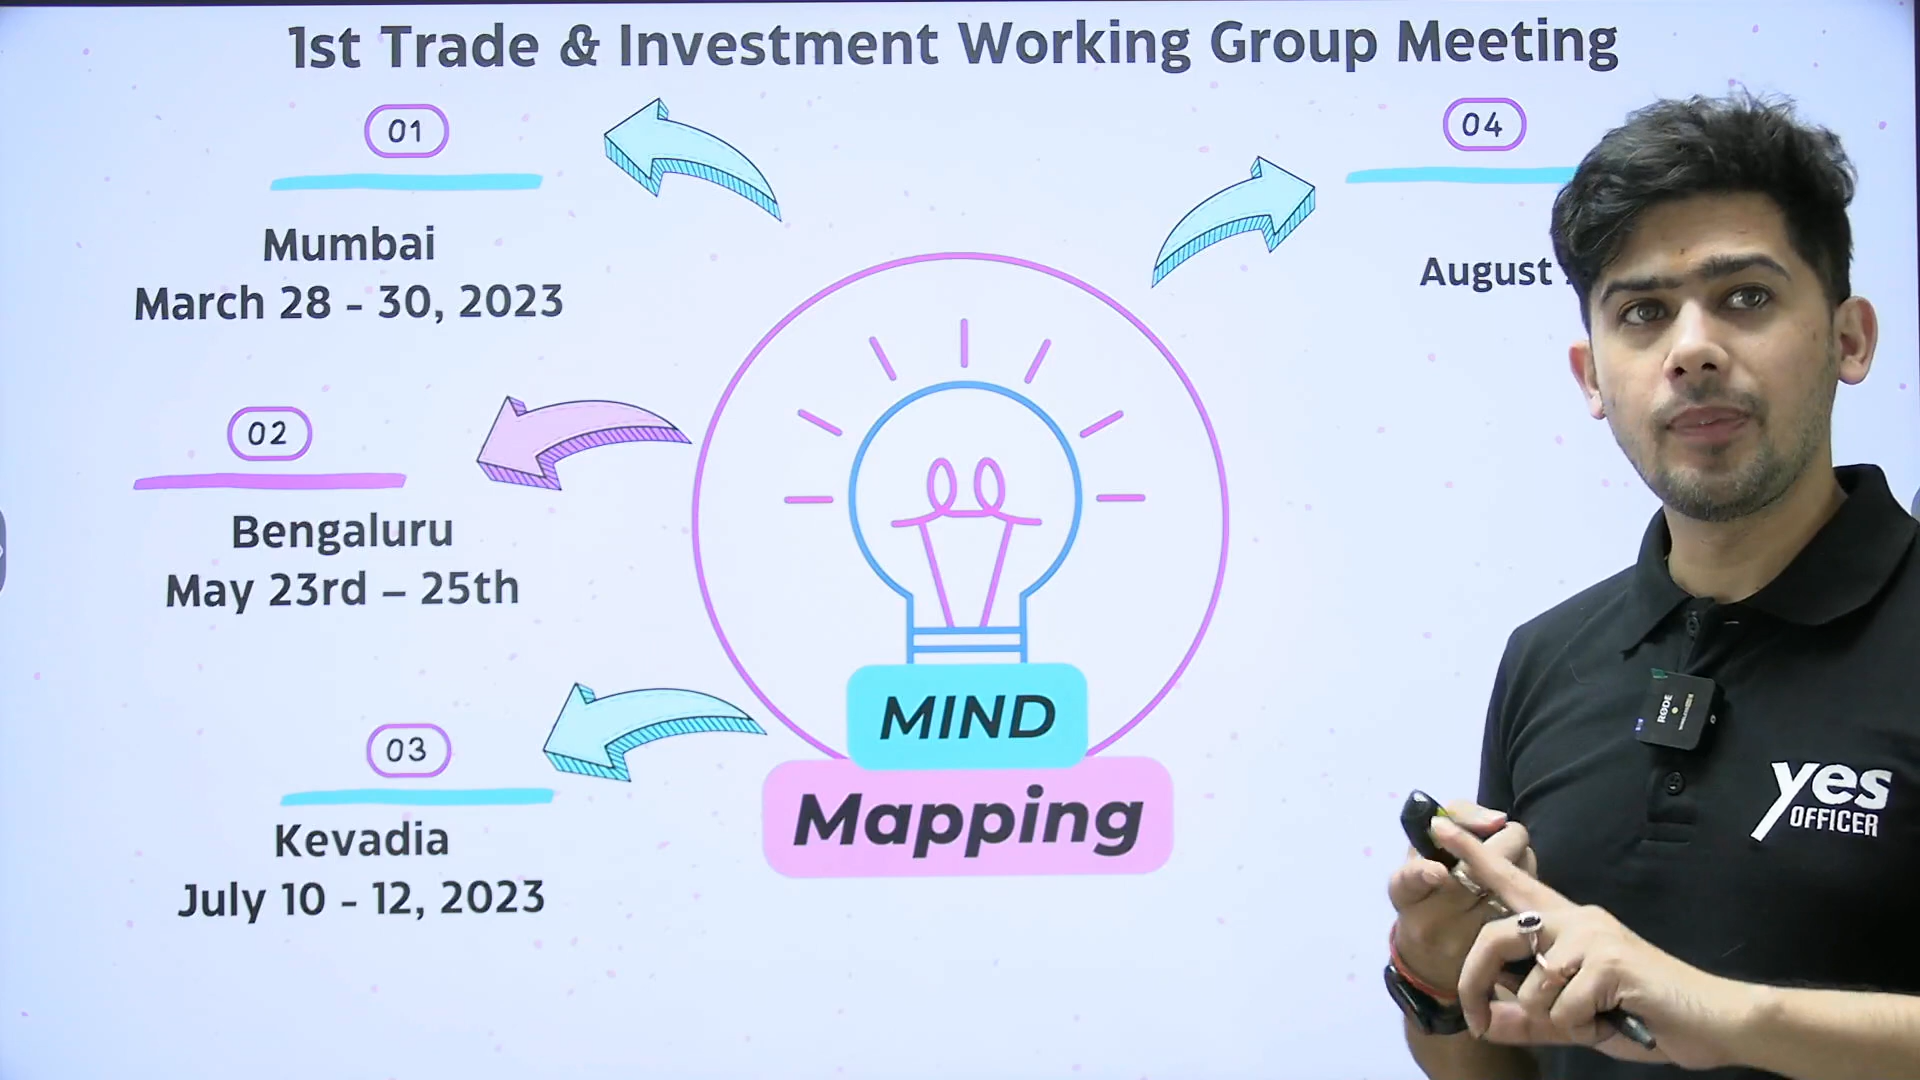 1st Trade & Investment Working Group Meeting
01
Mumbai
March 28 - 30, 2023
02
Bengaluru
May 23rd – 25th
03
Kevadia
July 10 - 12, 2023
04
August
MIND
Mapping
RØDE
yes
OFFICER